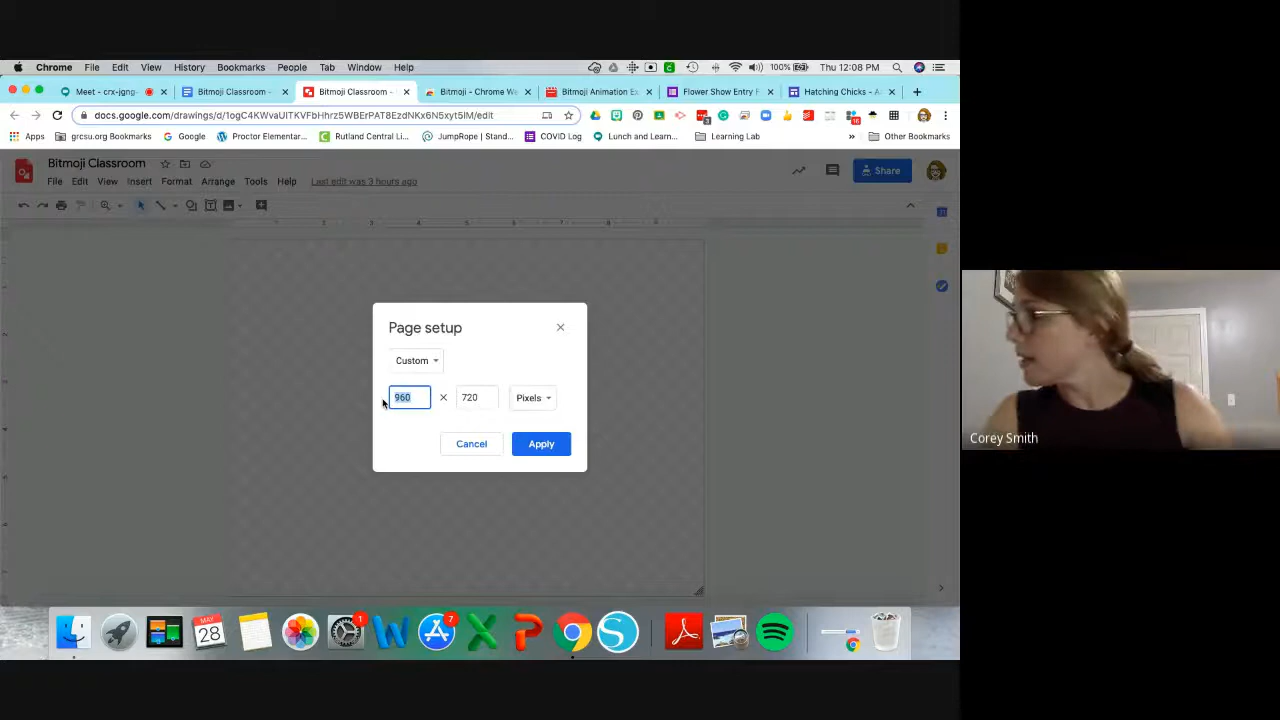 Chrome File Edit View History Bookmarks People Tab Window Help 100% Thu 12:08 PM
Meet - crx-jgng- Bitmoji Classroom - Bitmoji Classroom - Bitmoji - Chrome We Bitmoji Animation Ex Flower Show Entry F Hatching Chicks - A
docs.google.com/drawings/d/1ogC4KWvaUITKVFbHhrz5WBErPAT8EzdNKx6N5xyt5lM/edit
Apps grcsu.org Bookmarks Google Proctor Elementar... Rutland Central Li... JumpRope | Stand... COVID Log Lunch and Learn... Learning Lab » Other Bookmarks
Bitmoji Classroom
Share
File Edit View Insert Format Arrange Tools Help Last edit was 3 hours ago
Page setup
Custom
960 × 720 Pixels
Cancel Apply
Corey Smith
MAY
28
1
7